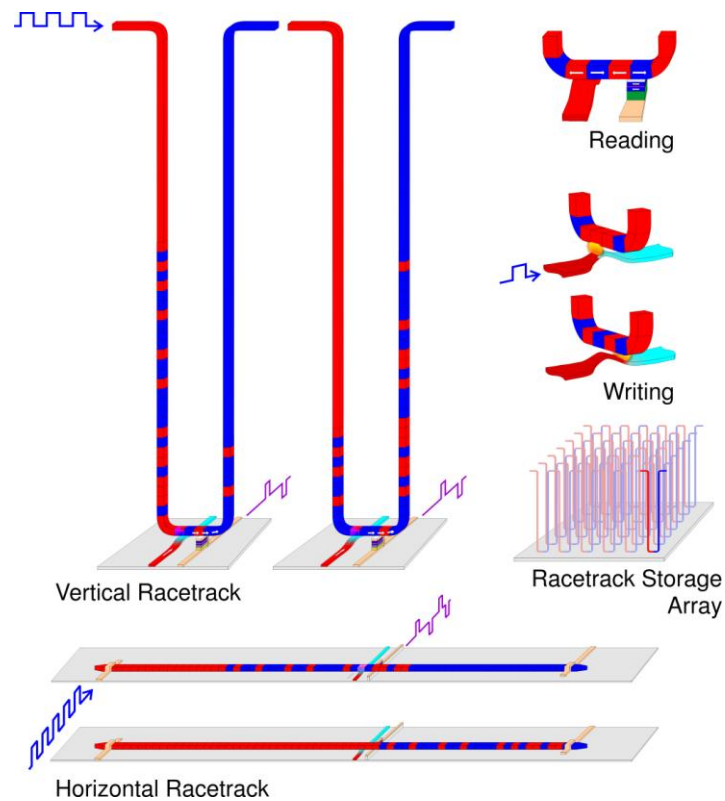 Reading
Writing
Vertical Racetrack
Racetrack Storage
Array
Horizontal Racetrack